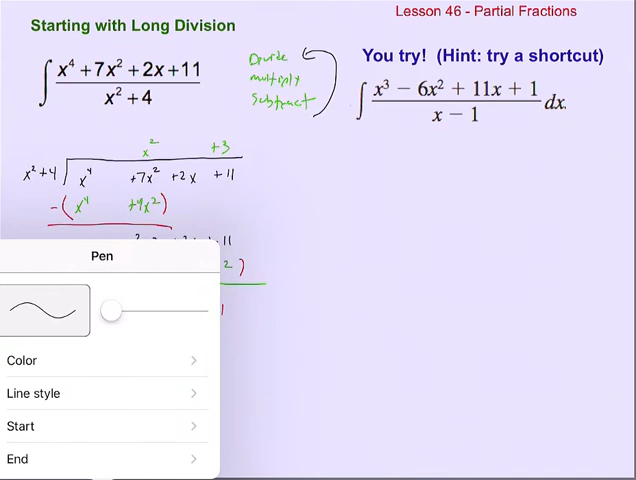 Lesson 46 - Partial Fractions
Starting with Long Division
∫ (x⁴ + 7x² + 2x + 11)/(x² + 4)
Divide
multiply
Subtract
You try! (Hint: try a shortcut)
∫ (x³ − 6x² + 11x + 1)/(x − 1) dx.
x² +3
x² + 4 x⁴ +7x² +2x + 11
-( x⁴ +4x² )
11
2 )
Pen
Color
Line style
Start
End